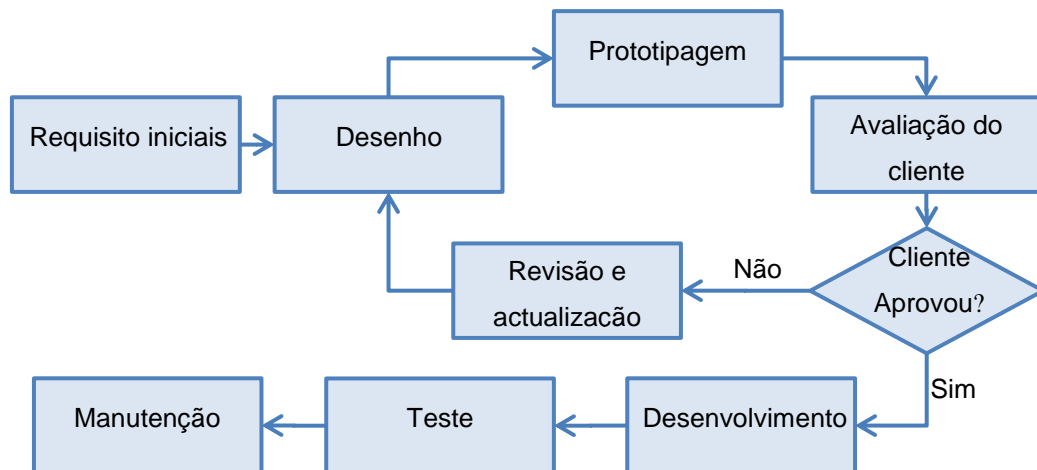 Requisito iniciais
Desenho
Prototipagem
Avaliação do
cliente
Cliente
Aprovou?
Não
Revisão e
actualizacão
Sim
Desenvolvimento
Teste
Manutenção